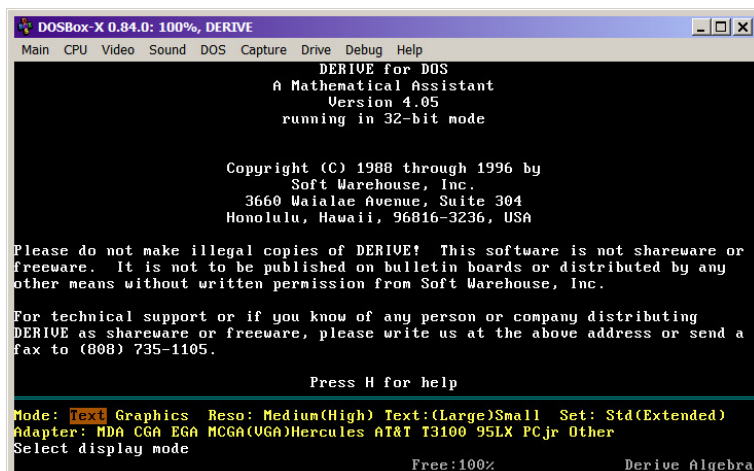 DOSBox-X 0.84.0: 100%, DERIVE
Main CPU Video Sound DOS Capture Drive Debug Help
DERIVE for DOS
A Mathematical Assistant
Version 4.05
running in 32-bit mode
Copyright (C) 1988 through 1996 by
Soft Warehouse, Inc.
3660 Waialae Avenue, Suite 304
Honolulu, Hawaii, 96816-3236, USA
Please do not make illegal copies of DERIVE! This software is not shareware or
freeware. It is not to be published on bulletin boards or distributed by any
other means without written permission from Soft Warehouse, Inc.
For technical support or if you know of any person or company distributing
DERIVE as shareware or freeware, please write us at the above address or send a
fax to (808) 735-1105.
Press H for help
Mode: Text Graphics Reso: Medium(High) Text:(Large)Small Set: Std(Extended)
Adapter: MDA CGA EGA MCGA(VGA)Hercules AT&T T3100 95LX PCjr Other
Select display mode
Free:100% Derive Algebra